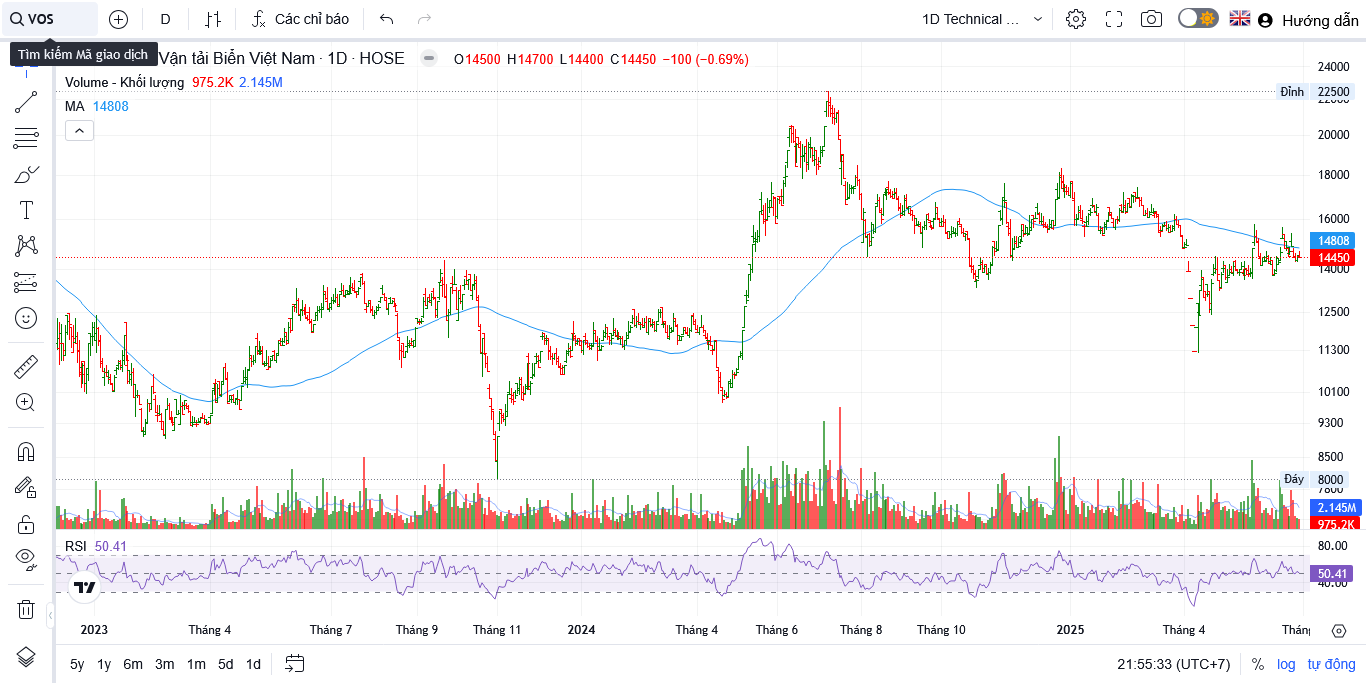 VOS
D
Các chỉ báo
1D Technical ...
Hướng dẫn
Tìm kiếm Mã giao dịch
Vận tải Biển Việt Nam · 1D · HOSE
O14500 H14700 L14400 C14450 −100 (−0.69%)
Volume - Khối lượng 975.2K 2.145M
MA 14808
24000
Đỉnh 22500
22000
20000
18000
16000
14808
14450
14000
12500
11300
10100
9300
8500
Đáy 8000
7800
2.145M
975.2K
RSI 50.41
80.00
50.41
40.00
2023 Tháng 4 Tháng 7 Tháng 9 Tháng 11 2024 Tháng 4 Tháng 6 Tháng 8 Tháng 10 2025 Tháng 4 Thán
5y 1y 6m 3m 1m 5d 1d
21:55:33 (UTC+7) % log tự động